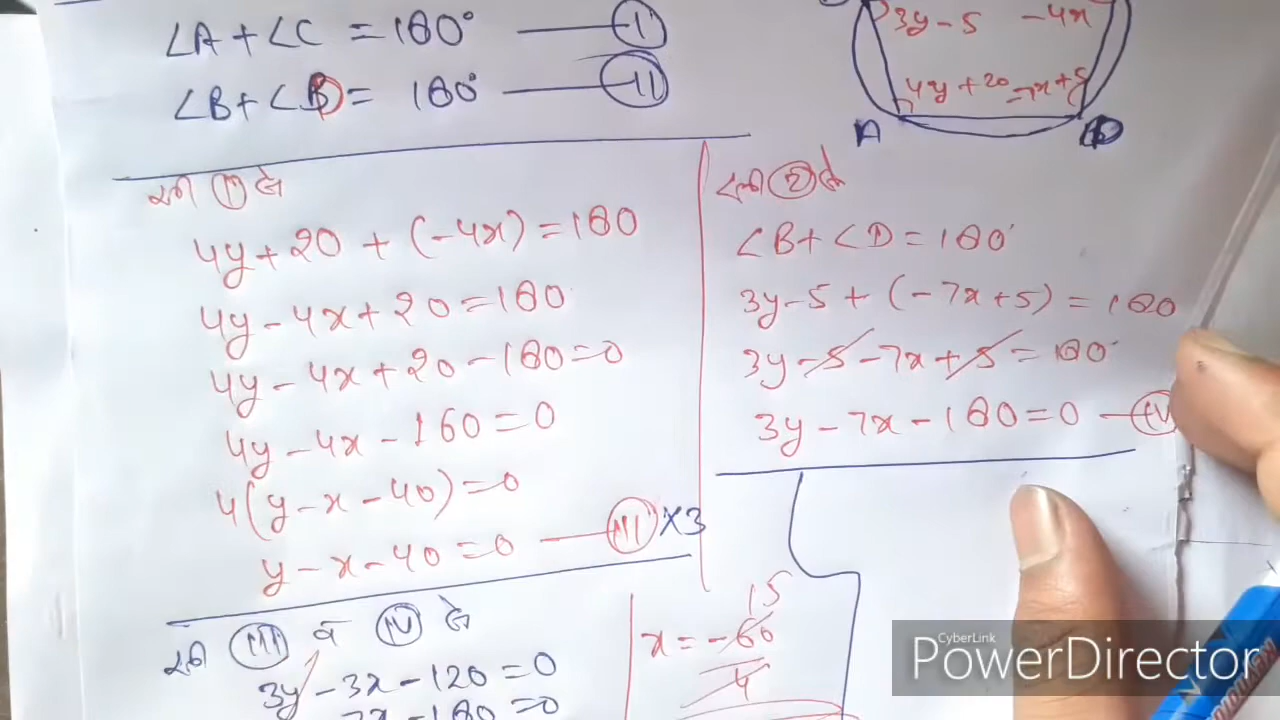 ∠A + ∠C = 180° — I
∠B + ∠D = 180° — II
3y - 5 -4x
4y + 20 -7x + 5
A D
4y + 20 + (-4x) = 180
4y - 4x + 20 = 180
4y - 4x + 20 - 180 = 0
4y - 4x - 160 = 0
4(y - x - 40) = 0
y - x - 40 = 0 — III ×3
∠B + ∠D = 180°
3y - 5 + (-7x + 5) = 180
3y - 5 - 7x + 5 = 180°
3y - 7x - 180 = 0 — IV
III व IV से
3y - 3x - 120 = 0
7x - 180 = 0
15
x = -60
4
CyberLink
PowerDirector